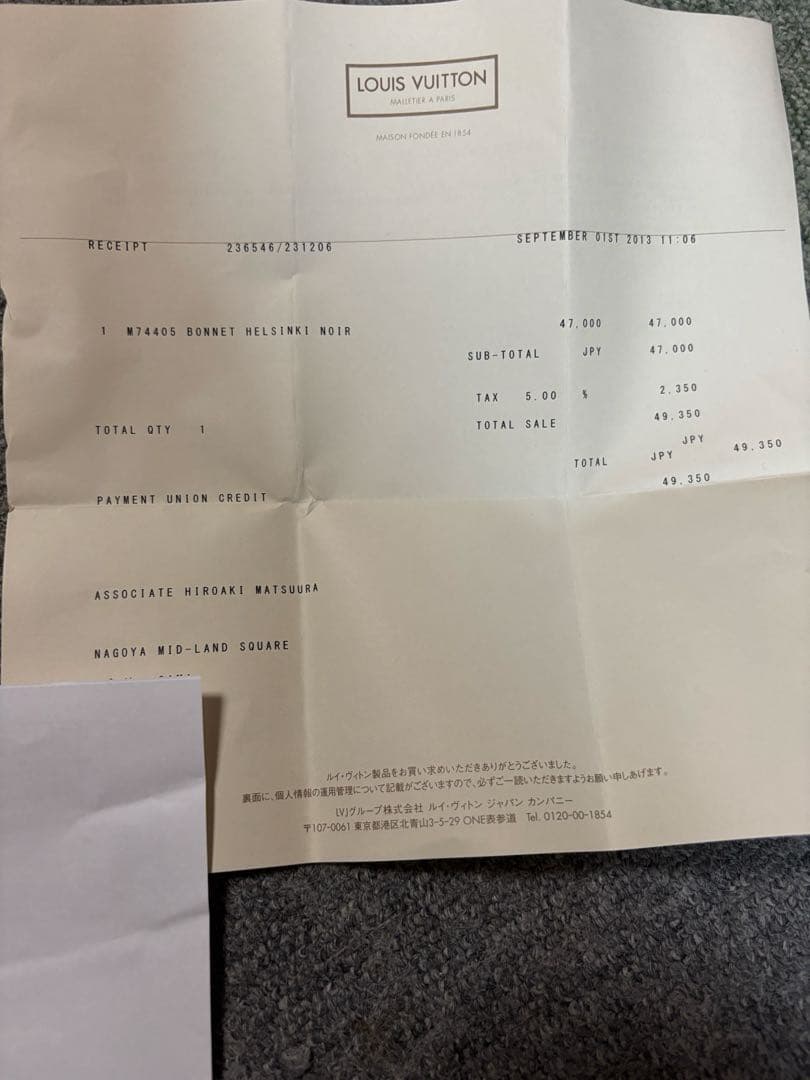 LOUIS VUITTON
MALLETIER A PARIS
MAISON FONDÉE EN 1854
RECEIPT 236546/231206 SEPTEMBER 01ST 2013 11:06
1 M74405 BONNET HELSINKI NOIR 47,000 47,000
SUB-TOTAL JPY 47,000
TAX 5.00 % 2,350
TOTAL QTY 1 TOTAL SALE 49,350
JPY
TOTAL JPY 49,350
PAYMENT UNION CREDIT 49,350
ASSOCIATE HIROAKI MATSUURA
NAGOYA MID-LAND SQUARE
ルイ・ヴィトン製品をお買い求めいただきありがとうございました。
裏面に、個人情報の運用管理について記載がございますので、必ずご一読いただきますようお願い申しあげます。
LVJグループ株式会社 ルイ・ヴィトン ジャパン カンパニー
〒107-0061 東京都港区北青山3-5-29 ONE表参道 Tel. 0120-00-1854